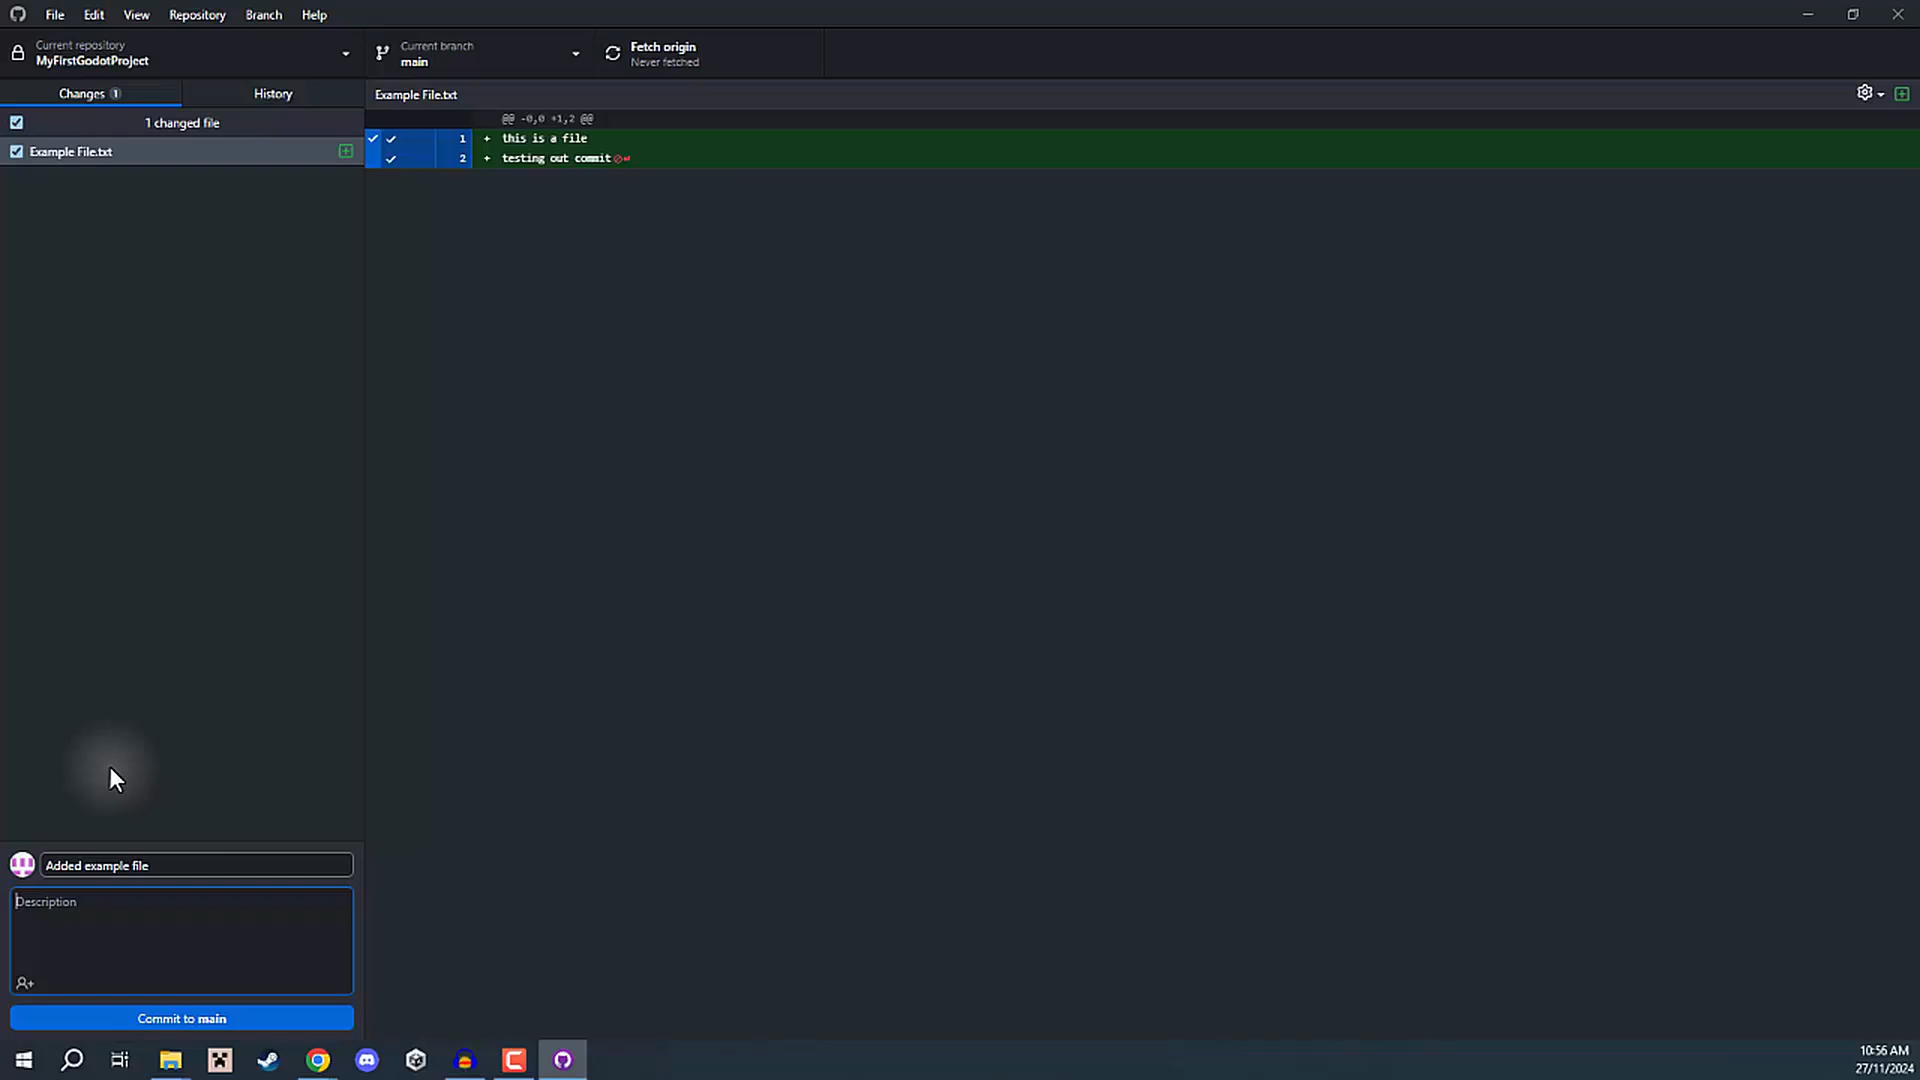 File Edit View Repository Branch Help
Current repository
MyFirstGodotProject
Current branch
main
Fetch origin
Never fetched
Changes 1
History
Example File.txt
1 changed file
@@ -0,0 +1,2 @@
1 + this is a file
2 + testing out commit
Example File.txt
Added example file
Description
Commit to main
10:56 AM
27/11/2024